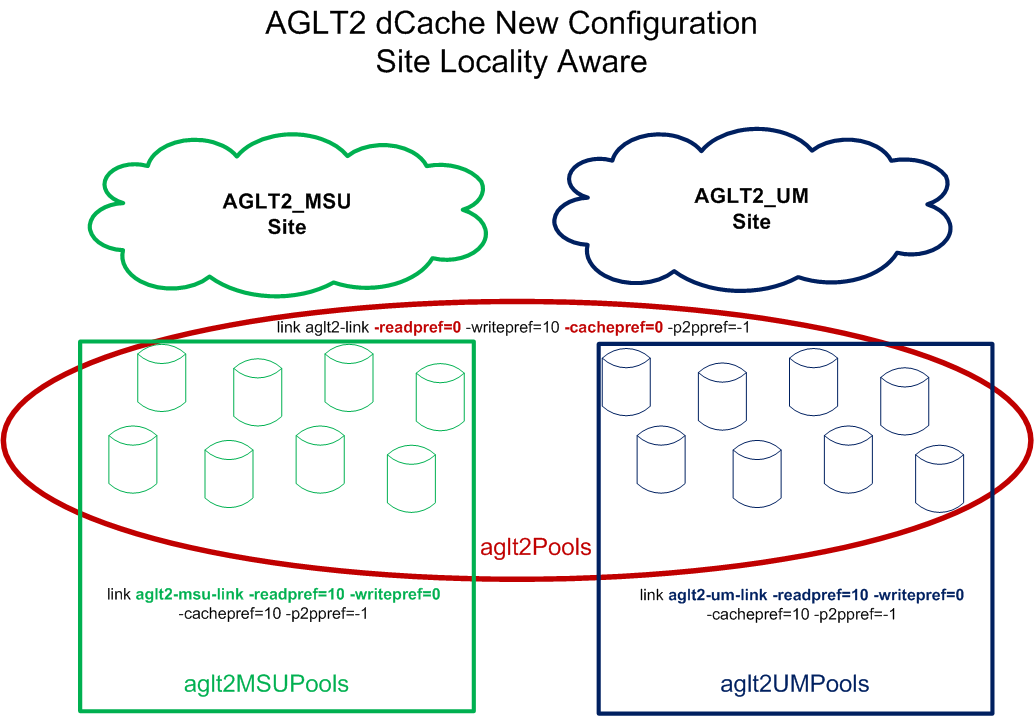 AGLT2 dCache New Configuration
Site Locality Aware
AGLT2_MSU
Site
AGLT2_UM
Site
link aglt2-link -readpref=0 -writepref=10 -cachepref=0 -p2ppref=-1
aglt2Pools
link aglt2-msu-link -readpref=10 -writepref=0
-cachepref=10 -p2ppref=-1
aglt2MSUPools
link aglt2-um-link -readpref=10 -writepref=0
-cachepref=10 -p2ppref=-1
aglt2UMPools